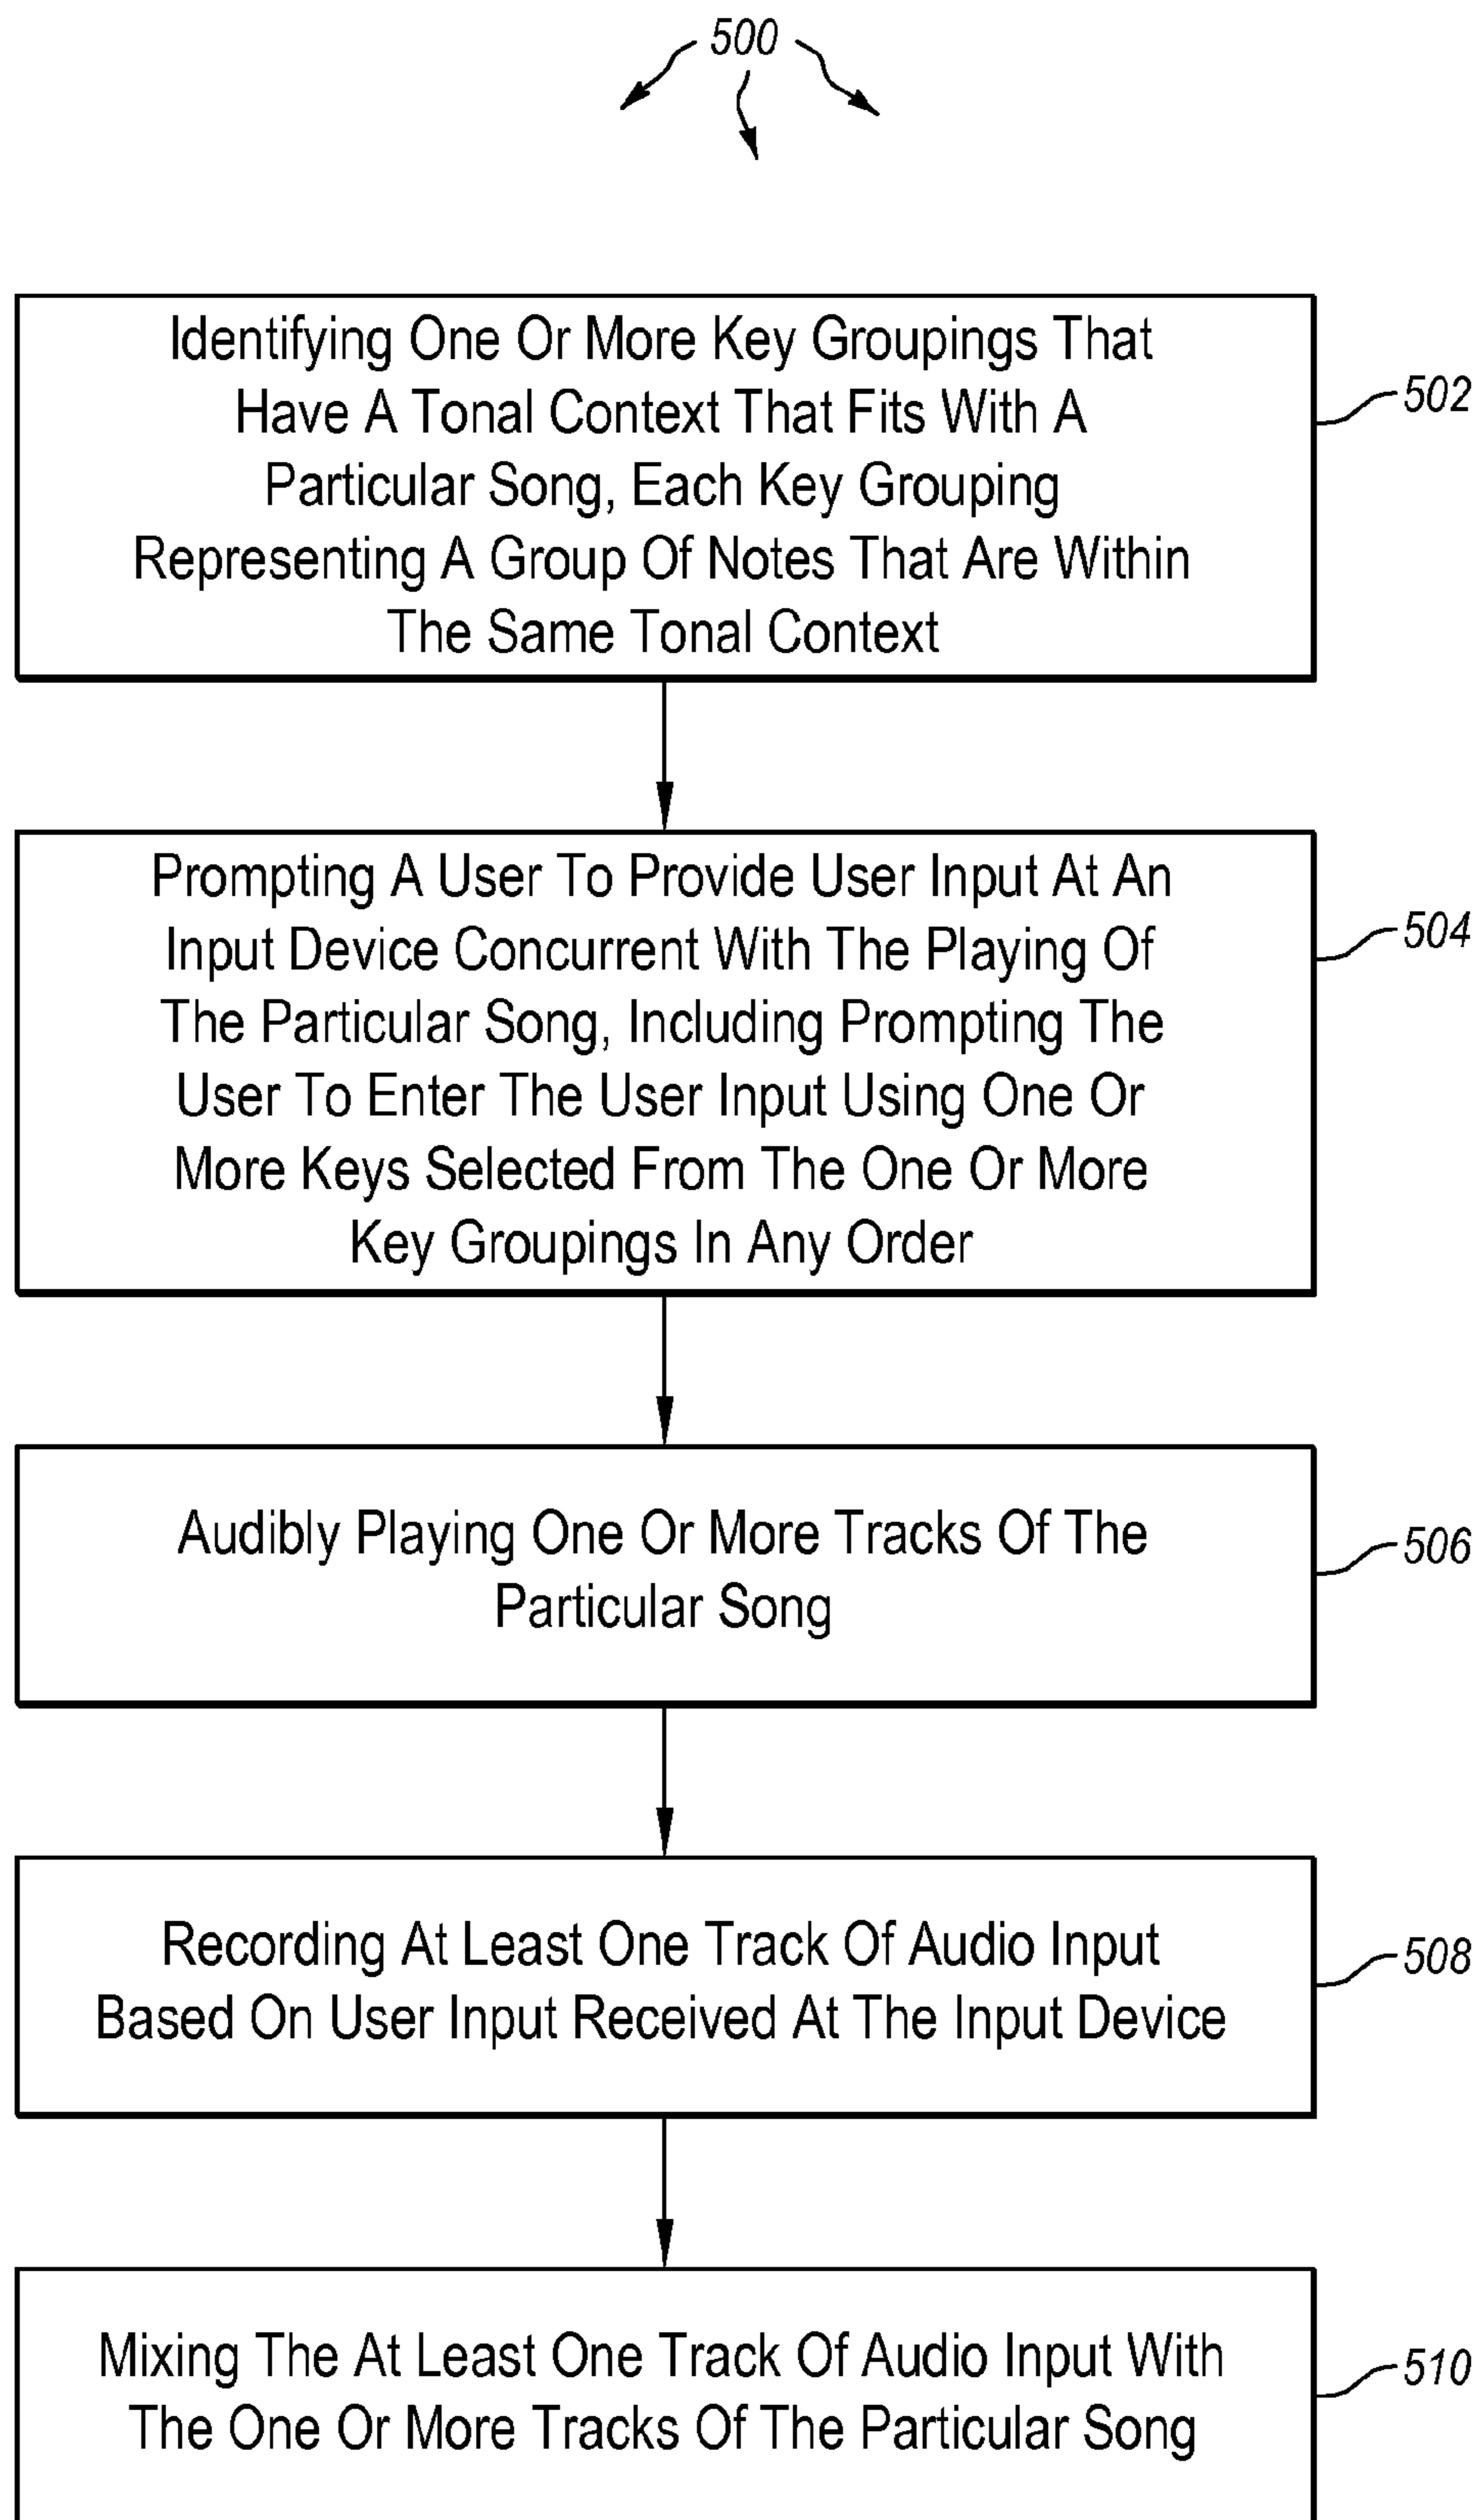 500
Identifying One Or More Key Groupings That
Have A Tonal Context That Fits With A
Particular Song, Each Key Grouping
Representing A Group Of Notes That Are Within
The Same Tonal Context
502
Prompting A User To Provide User Input At An
Input Device Concurrent With The Playing Of
The Particular Song, Including Prompting The
User To Enter The User Input Using One Or
More Keys Selected From The One Or More
Key Groupings In Any Order
504
Audibly Playing One Or More Tracks Of The
Particular Song
506
Recording At Least One Track Of Audio Input
Based On User Input Received At The Input Device
508
Mixing The At Least One Track Of Audio Input With
The One Or More Tracks Of The Particular Song
510